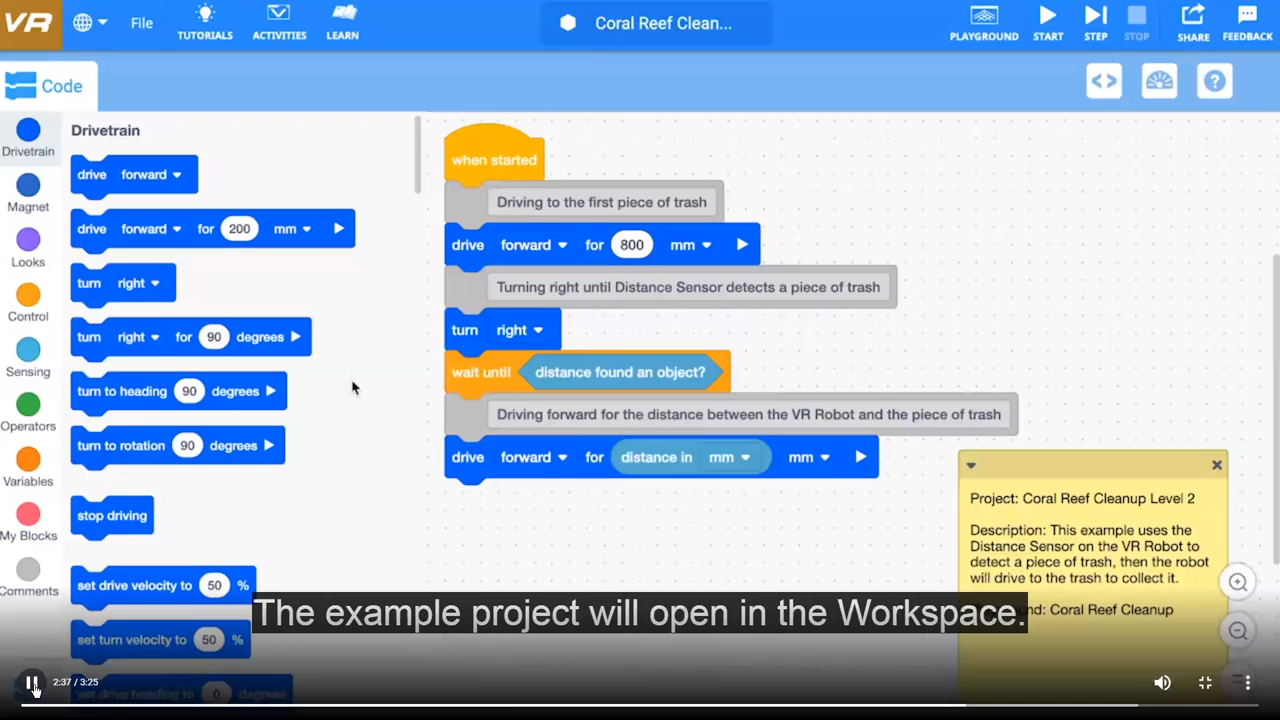 VR
File
TUTORIALS
ACTIVITIES
LEARN
Coral Reef Clean...
PLAYGROUND
START
STEP
STOP
SHARE
FEEDBACK
Code
Drivetrain
Magnet
Looks
Control
Sensing
Operators
Variables
My Blocks
Comments
Drivetrain
drive forward
drive forward for 200 mm
turn right
turn right for 90 degrees
turn to heading 90 degrees
turn to rotation 90 degrees
stop driving
set drive velocity to 50 %
set turn velocity to 50 %
set drive heading to 0 degrees
when started
Driving to the first piece of trash
drive forward for 800 mm
Turning right until Distance Sensor detects a piece of trash
turn right
wait until distance found an object?
Driving forward for the distance between the VR Robot and the piece of trash
drive forward for distance in mm mm
Project: Coral Reef Cleanup Level 2
Description: This example uses the
Distance Sensor on the VR Robot to
detect a piece of trash, then the robot
will drive to the trash to collect it.
Coral Reef Cleanup
The example project will open in the Workspace.
2:37 / 3:25